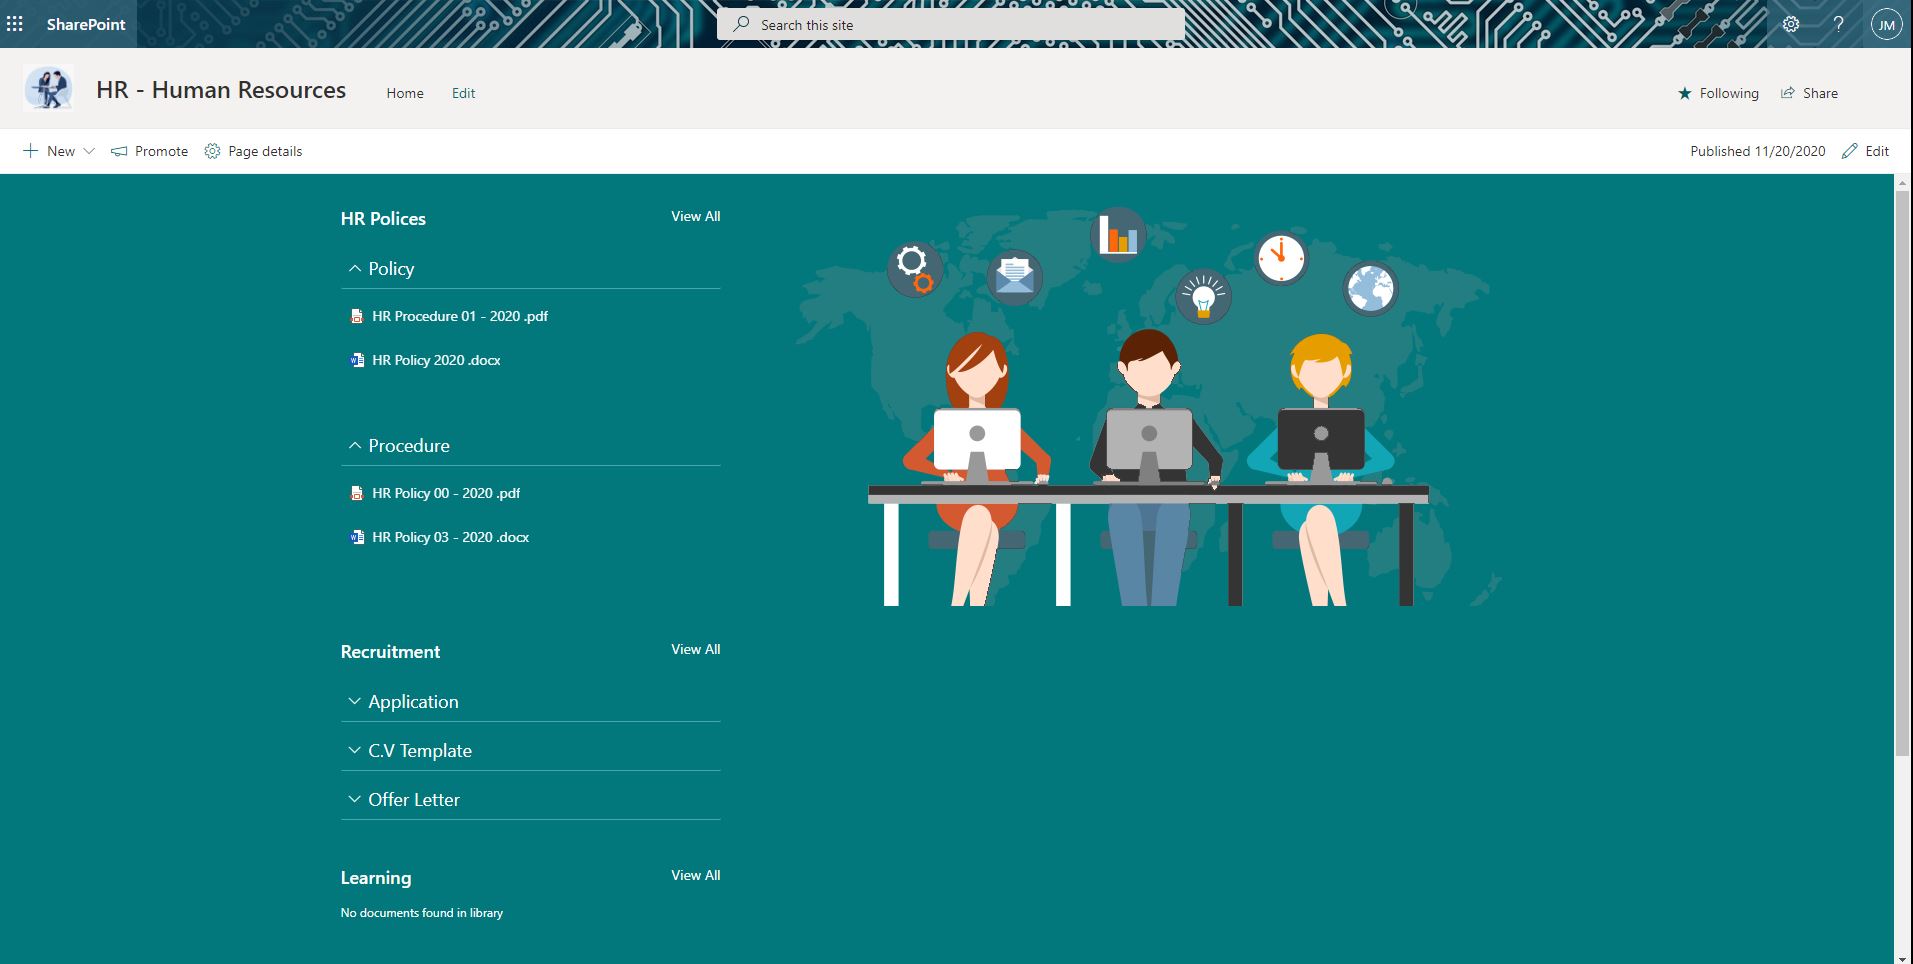 SharePoint
Search this site
JM
HR - Human Resources
Home
Edit
Following
Share
New
Promote
Page details
Published 11/20/2020
Edit
HR Polices
View All
Policy
HR Procedure 01 - 2020 .pdf
HR Policy 2020 .docx
Procedure
HR Policy 00 - 2020 .pdf
HR Policy 03 - 2020 .docx
Recruitment
View All
Application
C.V Template
Offer Letter
Learning
View All
No documents found in library